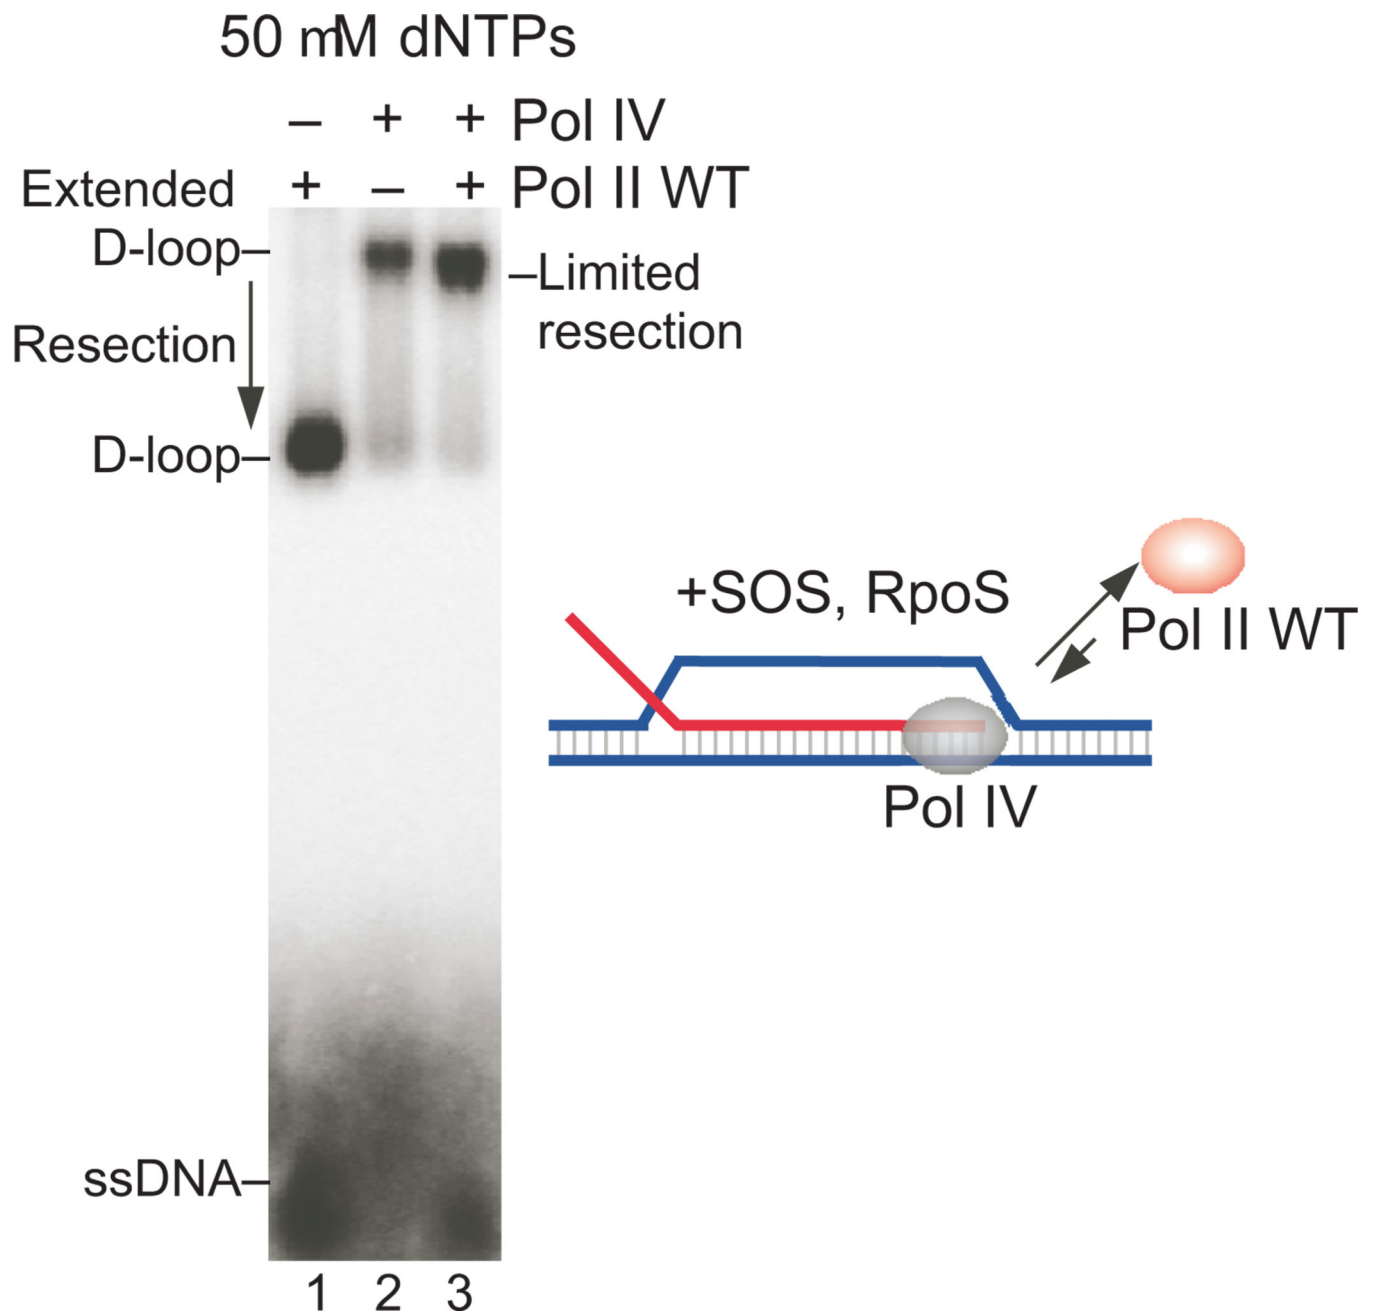 50 mM dNTPs
– + + Pol IV
Extended + – + Pol II WT
D-loop–
–Limited
resection
Resection
D-loop–
+SOS, RpoS
Pol II WT
Pol IV
ssDNA–
1 2 3